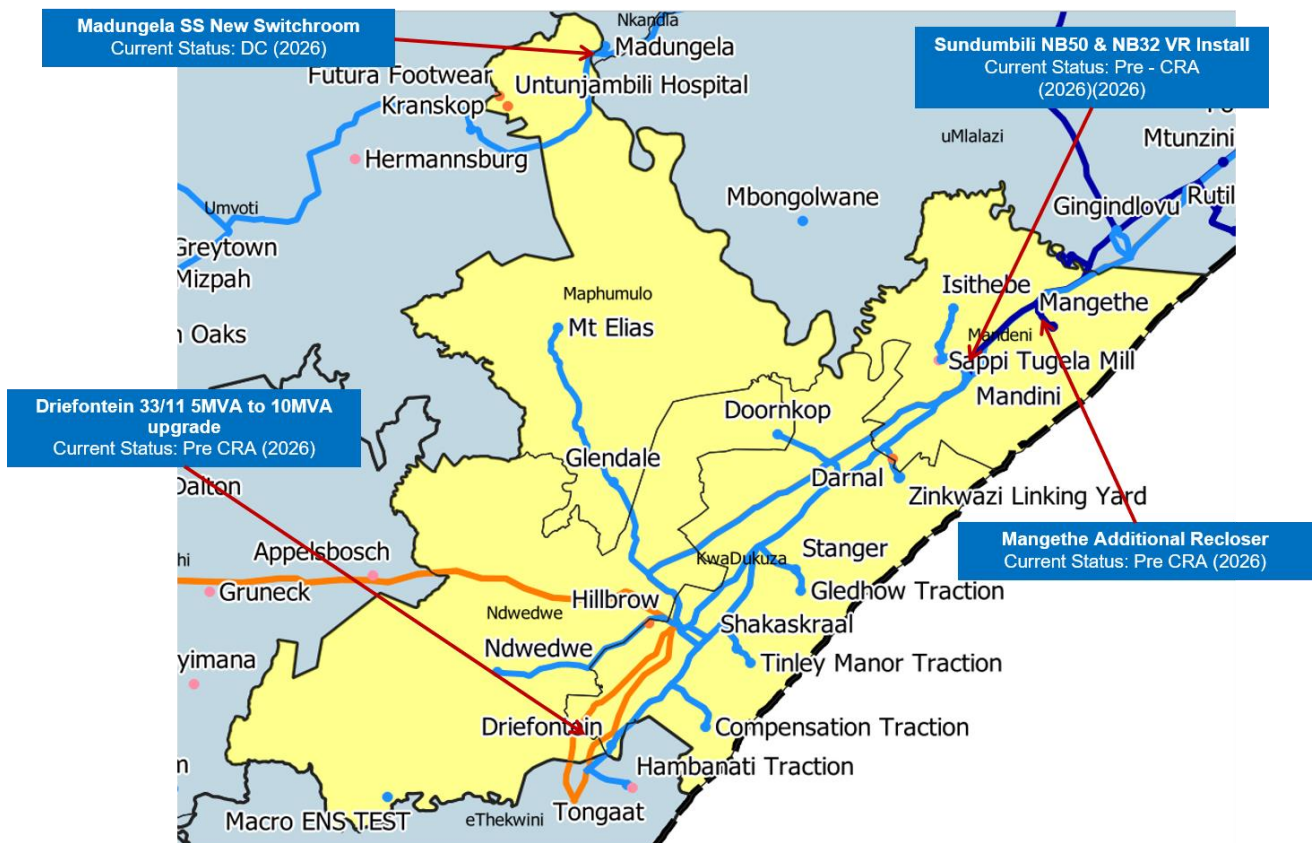 Madungela SS New Switchroom
Current Status: DC (2026)
Nkandla
Madungela
Sundumbili NB50 & NB32 VR Install
Current Status: Pre - CRA
(2026)(2026)
Futura Footwear
Untunjambili Hospital
Kranskop
uMlalazi
Mtunzini
Hermannsburg
Mbongolwane
Umvoti
Gingindlovu
Rutil
Greytown
Mizpah
Isithebe
Maphumulo
Mangethe
n Oaks
Mt Elias
Mandeni
Sappi Tugela Mill
Mandini
Driefontein 33/11 5MVA to 10MVA
upgrade
Current Status: Pre CRA (2026)
Doornkop
Glendale
Darnal
Dalton
Zinkwazi Linking Yard
Mangethe Additional Recloser
Current Status: Pre CRA (2026)
Appelsbosch
hi
KwaDukuza
Stanger
Gruneck
Hillbrow
Gledhow Traction
Ndwedwe
Shakaskraal
Ndwedwe
yimana
Tinley Manor Traction
Driefontein
Compensation Traction
m
Hambanati Traction
Macro ENS TEST
eThekwini
Tongaat